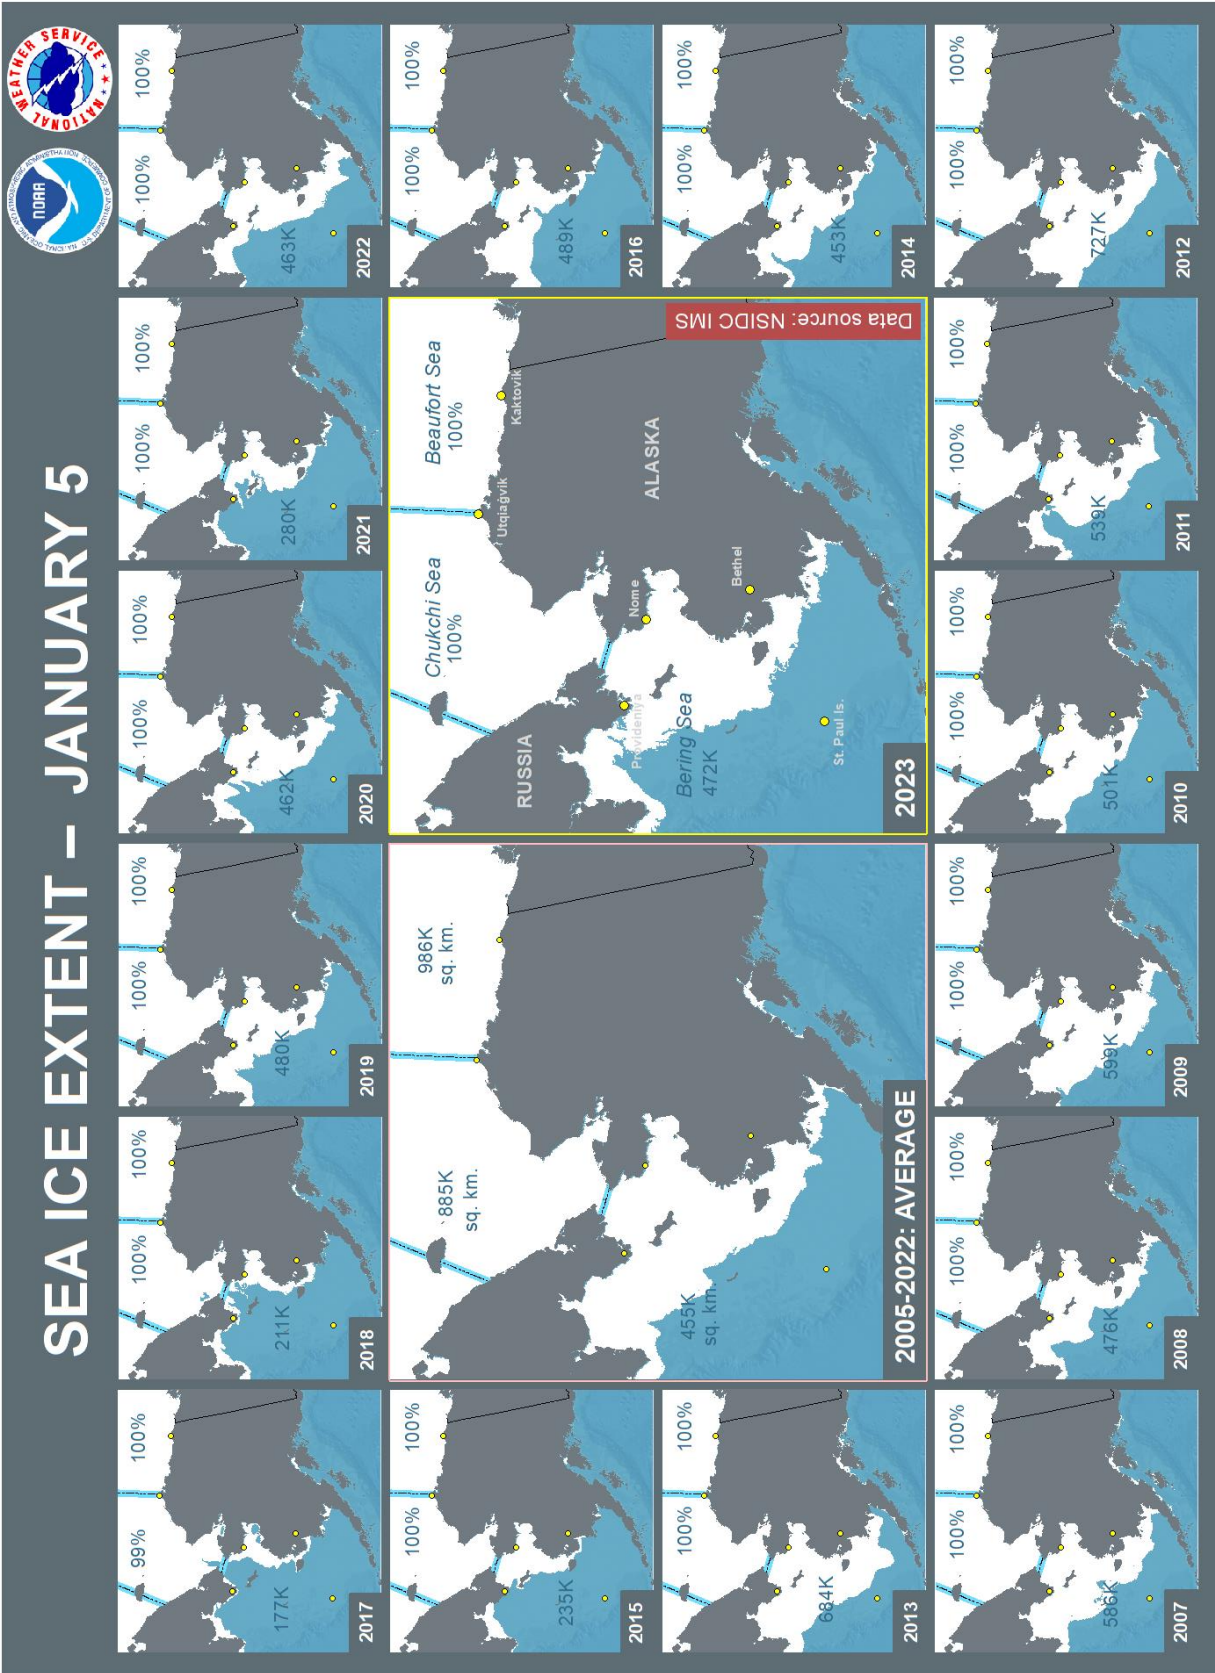 SEA ICE EXTENT – JANUARY 5
NATIONAL WEATHER SERVICE
NOAA
99%
100%
177K
2017
100%
100%
211K
2018
100%
100%
480K
2019
100%
100%
462K
2020
100%
100%
280K
2021
100%
100%
463K
2022
100%
100%
235K
2015
885K
sq. km.
986K
sq. km.
455K
sq. km.
2005-2022: AVERAGE
Chukchi Sea
100%
Beaufort Sea
100%
Utqiaġvik
Kaktovik
RUSSIA
ALASKA
Nome
Provideniya
Bethel
Bering Sea
472K
St. Paul Is.
2023
Data source: NSIDC IMS
100%
100%
489K
2016
100%
100%
684K
2013
100%
100%
453K
2014
100%
100%
586K
2007
100%
100%
476K
2008
100%
100%
599K
2009
100%
100%
501K
2010
100%
100%
539K
2011
100%
100%
727K
2012